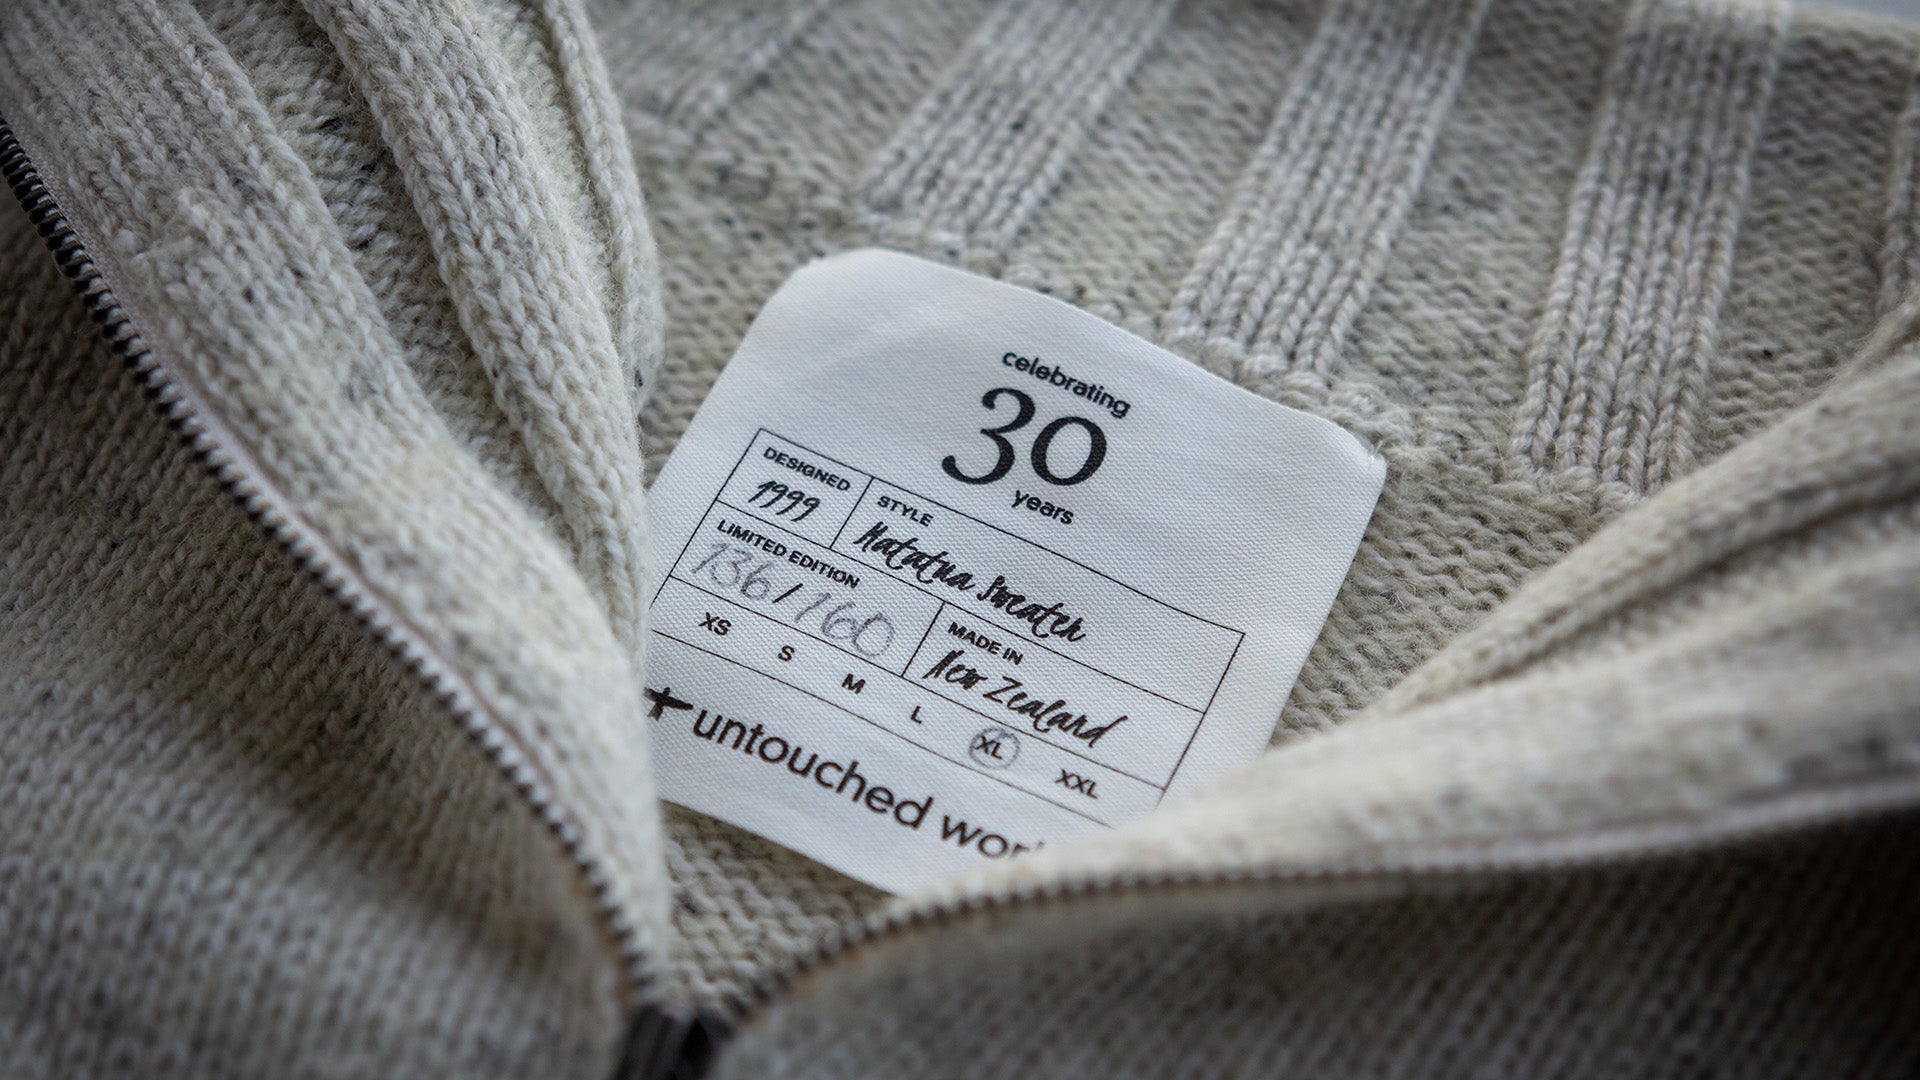 celebrating
30
years
DESIGNED
1999
STYLE
Hatatua Sweater
LIMITED EDITION
136/160
MADE IN
New Zealand
XS S M L XL XXL
untouched wor